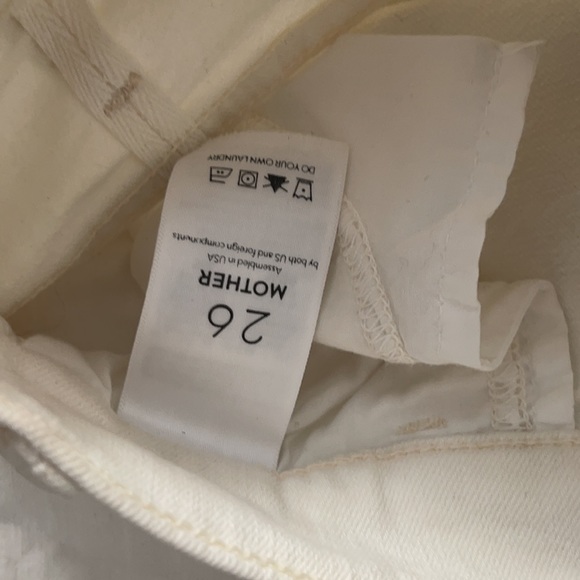 26
MOTHER
Assembled in USA
by both US and foreign components
DO YOUR OWN LAUNDRY